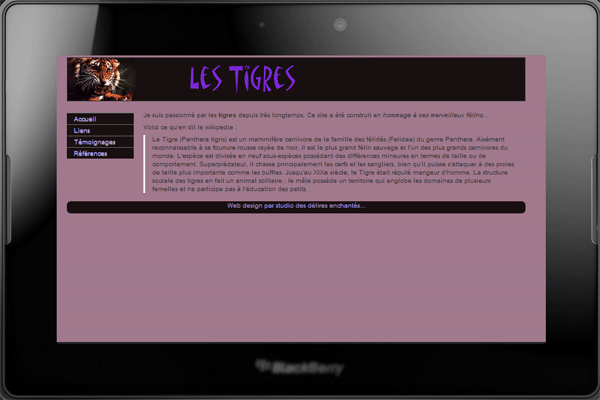 LES TIGRES
Accueil
Liens
Témoignages
Références
Je suis passionné par les tigres depuis très longtemps. Ce site a été construit en hommage à ces merveilleux félins...
Voici ce qu'en dit le wikipedia :
Le Tigre (Panthera tigris) est un mammifère carnivore de la famille des félidés (Felidae) du genre Panthera. Aisément
reconnaissable à sa fourrure rousse rayée de noir, il est le plus grand félin sauvage et l'un des plus grands carnivores du
monde. L'espèce est divisée en neuf sous-espèces possédant des différences mineures en termes de taille ou de
comportement. Superprédateur, il chasse principalement les cerfs et les sangliers, bien qu'il puisse s'attaquer à des proies
de taille plus importante comme les buffles. Jusqu'au XIXe siècle, le Tigre était réputé mangeur d'homme. La structure
sociale des tigres en fait un animal solitaire ; le mâle possède un territoire qui englobe les domaines de plusieurs
femelles et ne participe pas à l'éducation des petits.
Web design par studio des délires enchantés...
BlackBerry